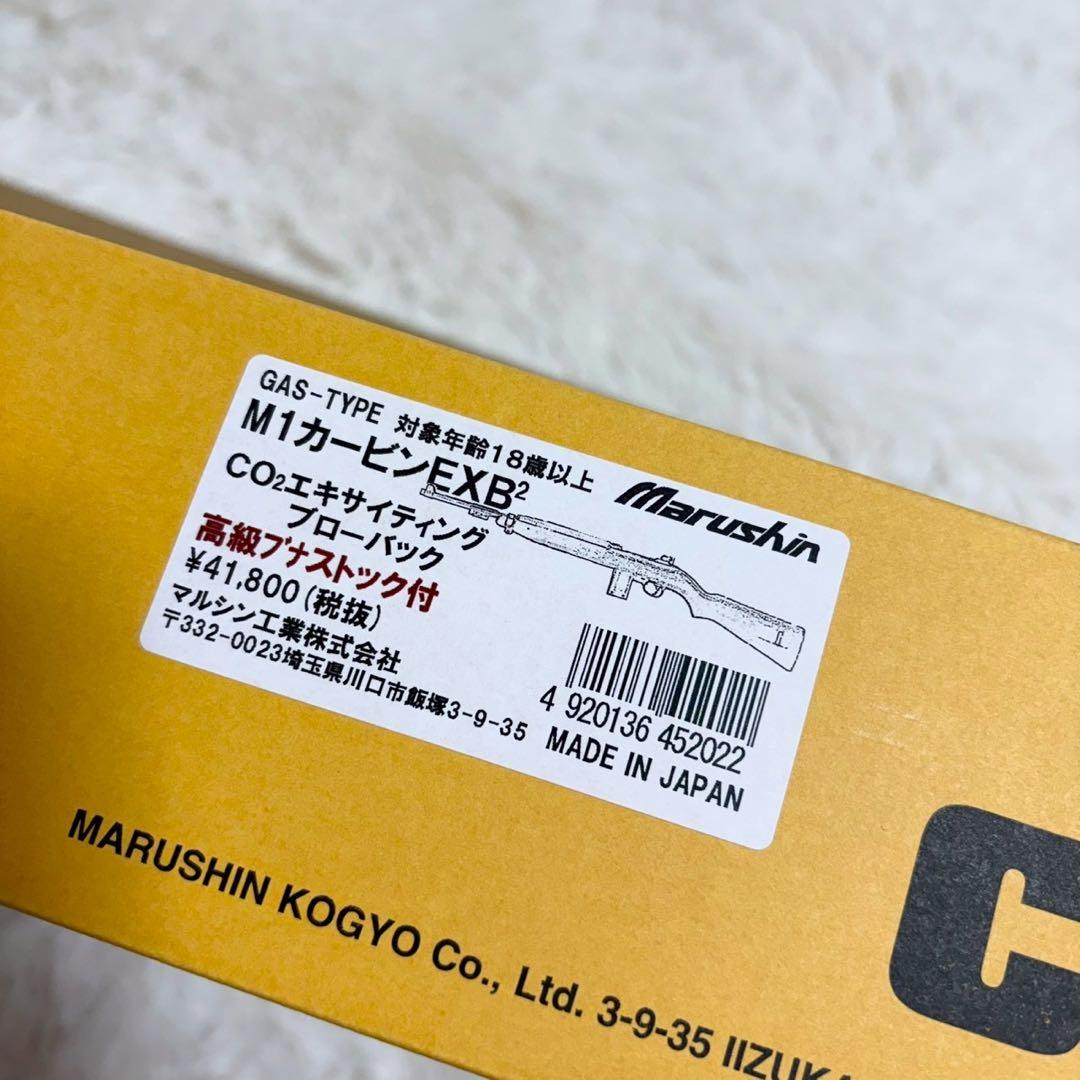 GAS-TYPE 対象年齢18歳以上
M1カービンEXB²
Marushin
CO₂エキサイティング
ブローバック
高級ブナストック付
¥41,800(税抜)
マルシン工業株式会社
〒332-0023埼玉県川口市飯塚3-9-35
4 920136 452022
MADE IN JAPAN
MARUSHIN KOGYO Co., Ltd. 3-9-35 IIZUKA